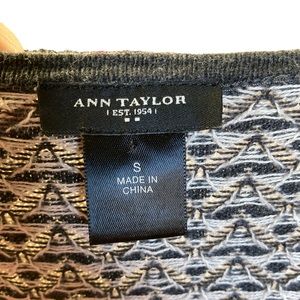 ANN TAYLOR
| EST. 1954 |
S
MADE IN
CHINA